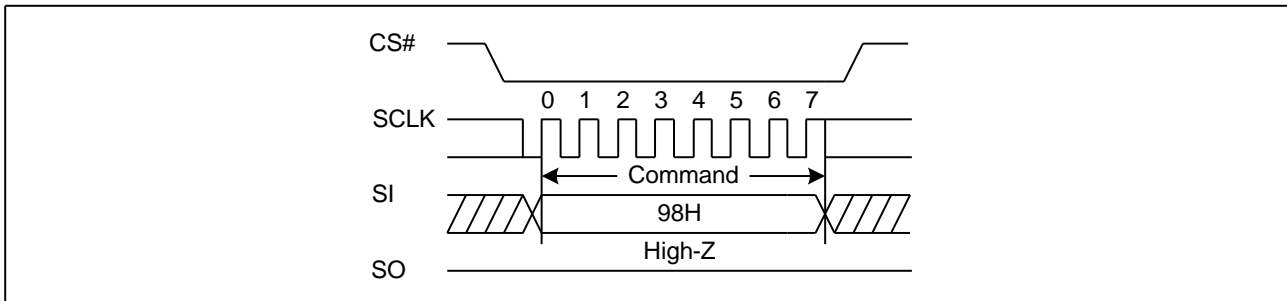 CS#
0 1 2 3 4 5 6 7
SCLK
Command
SI
98H
High-Z
SO